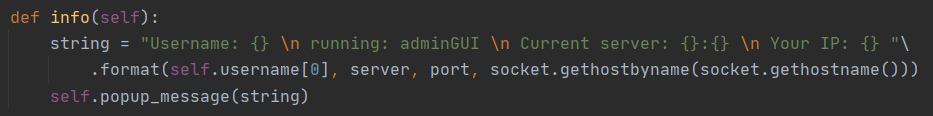 def info(self):
    string = "Username: {} \n running: adminGUI \n Current server: {}:{} \n Your IP: {} "\
        .format(self.username[0], server, port, socket.gethostbyname(socket.gethostname()))
    self.popup_message(string)